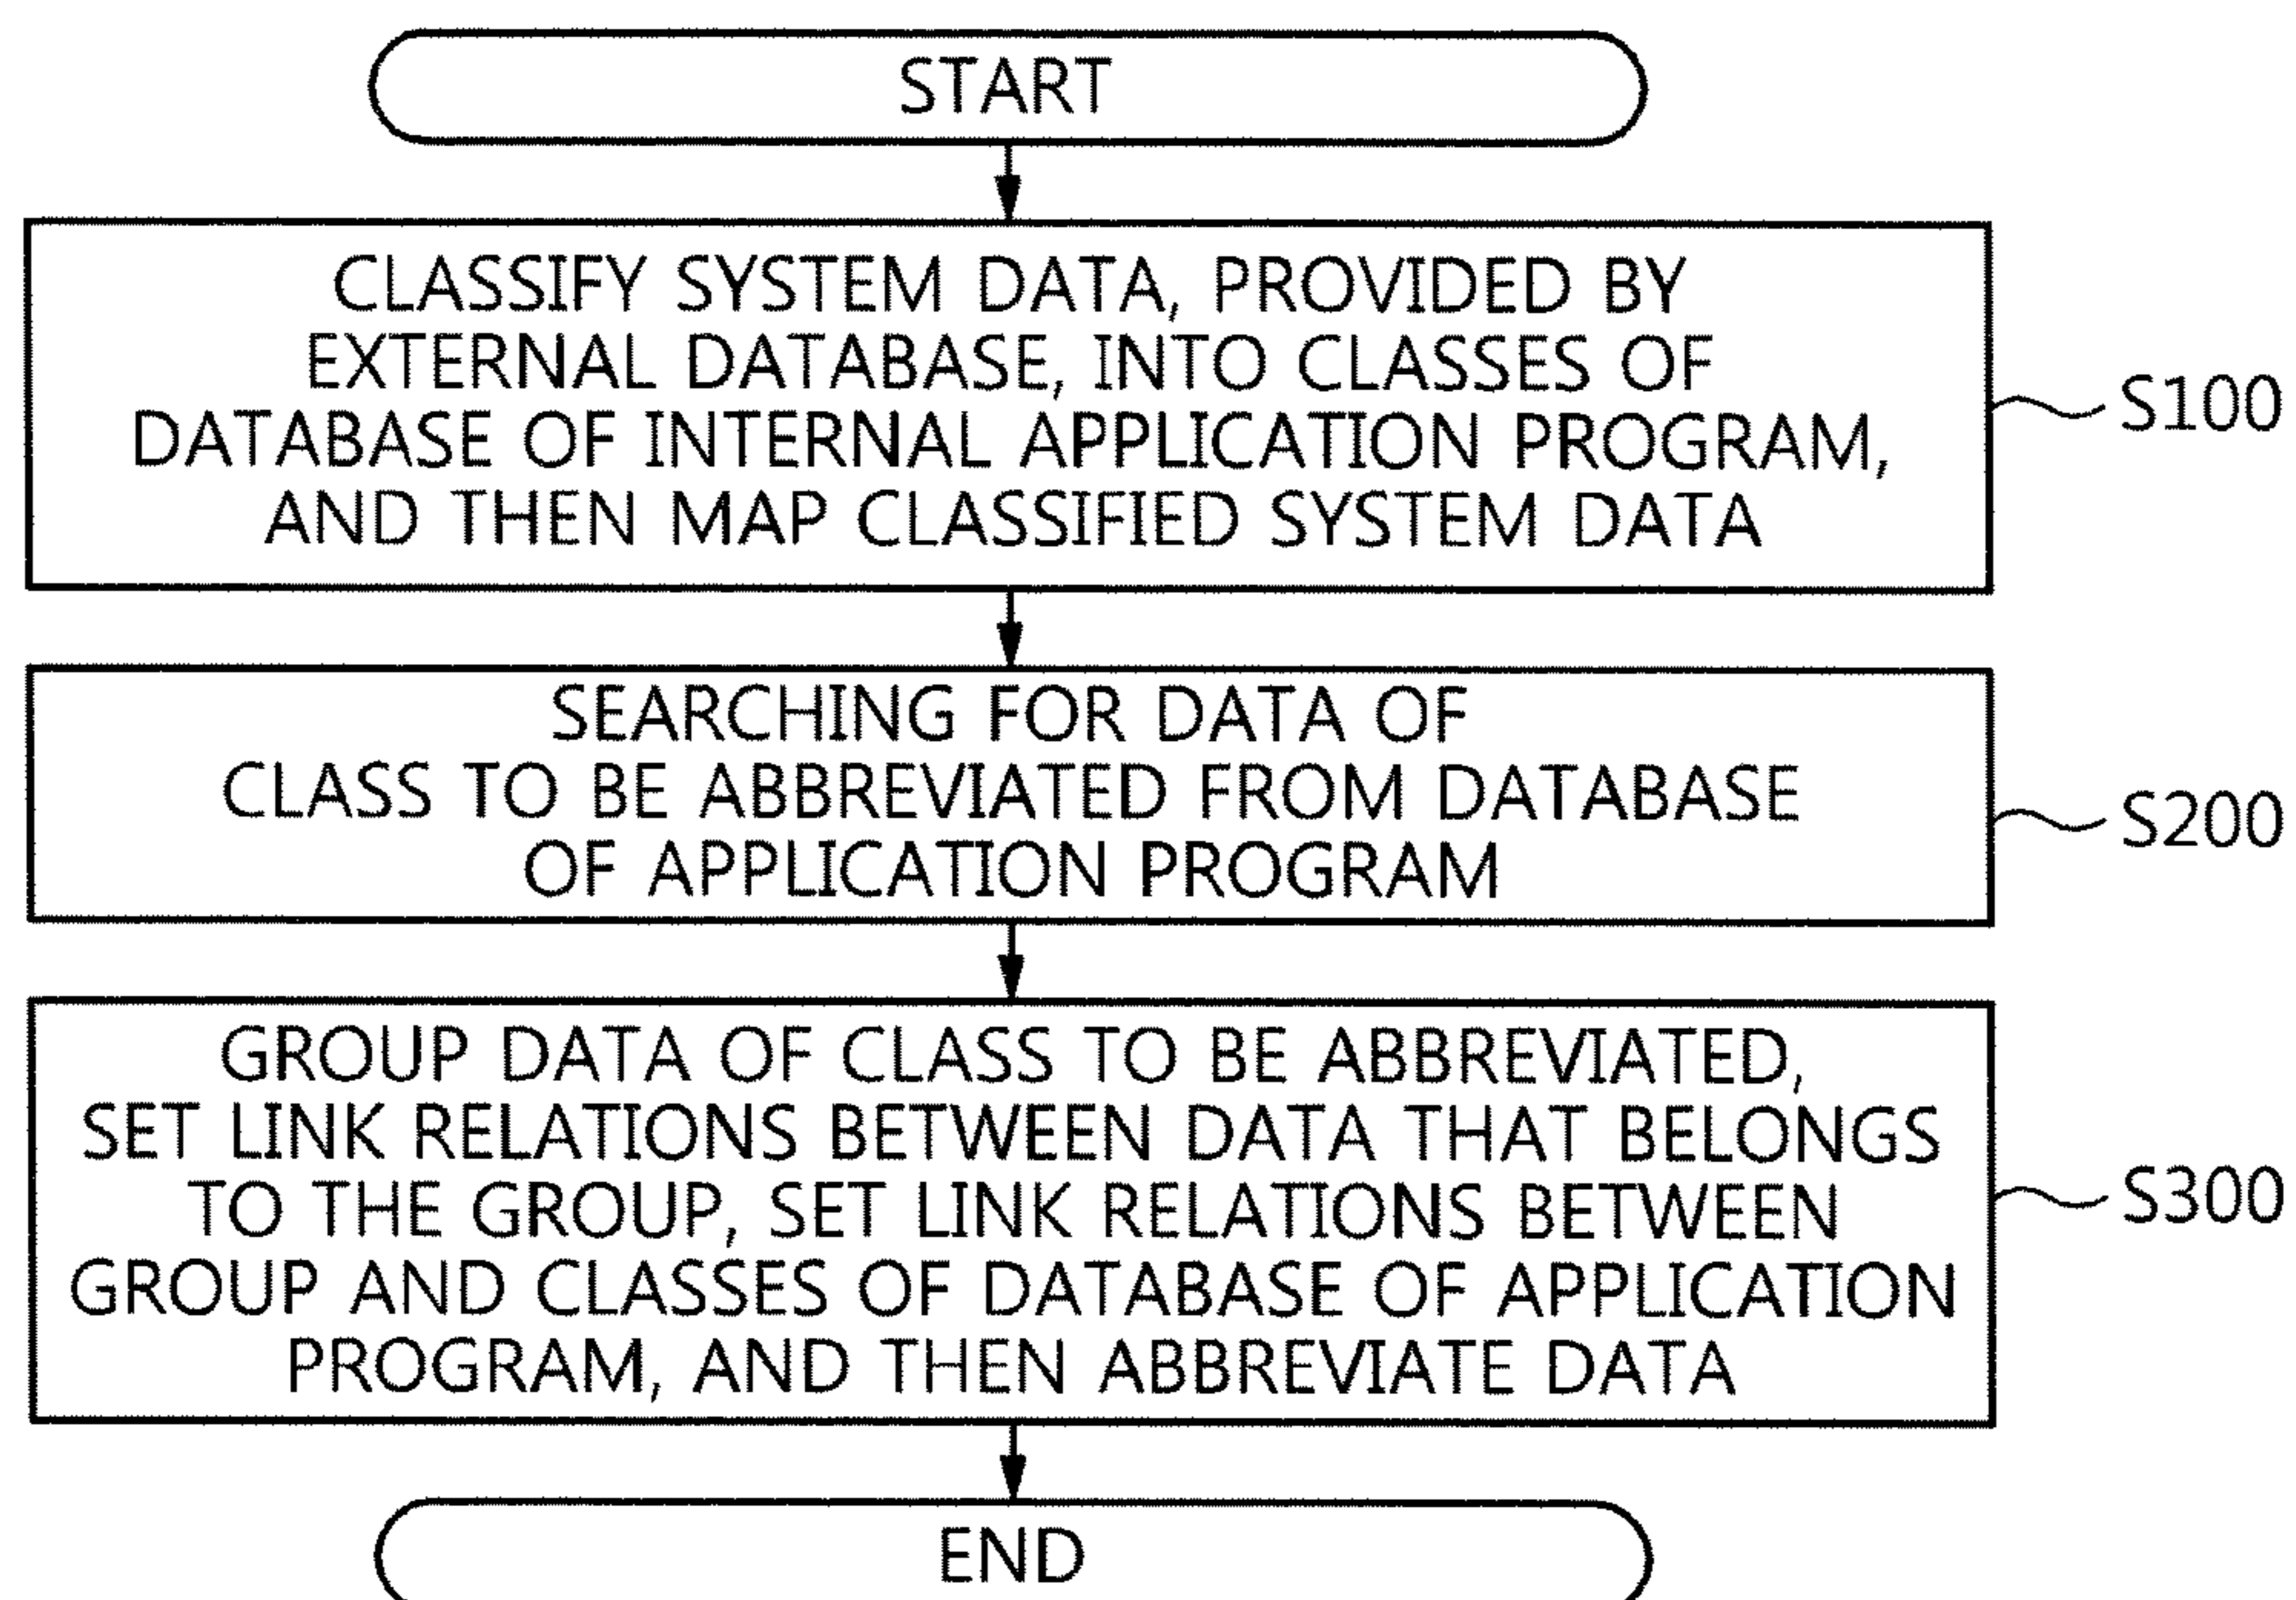 START
CLASSIFY SYSTEM DATA, PROVIDED BY
EXTERNAL DATABASE, INTO CLASSES OF
DATABASE OF INTERNAL APPLICATION PROGRAM,
AND THEN MAP CLASSIFIED SYSTEM DATA
S100
SEARCHING FOR DATA OF
CLASS TO BE ABBREVIATED FROM DATABASE
OF APPLICATION PROGRAM
S200
GROUP DATA OF CLASS TO BE ABBREVIATED,
SET LINK RELATIONS BETWEEN DATA THAT BELONGS
TO THE GROUP, SET LINK RELATIONS BETWEEN
GROUP AND CLASSES OF DATABASE OF APPLICATION
PROGRAM, AND THEN ABBREVIATE DATA
S300
END